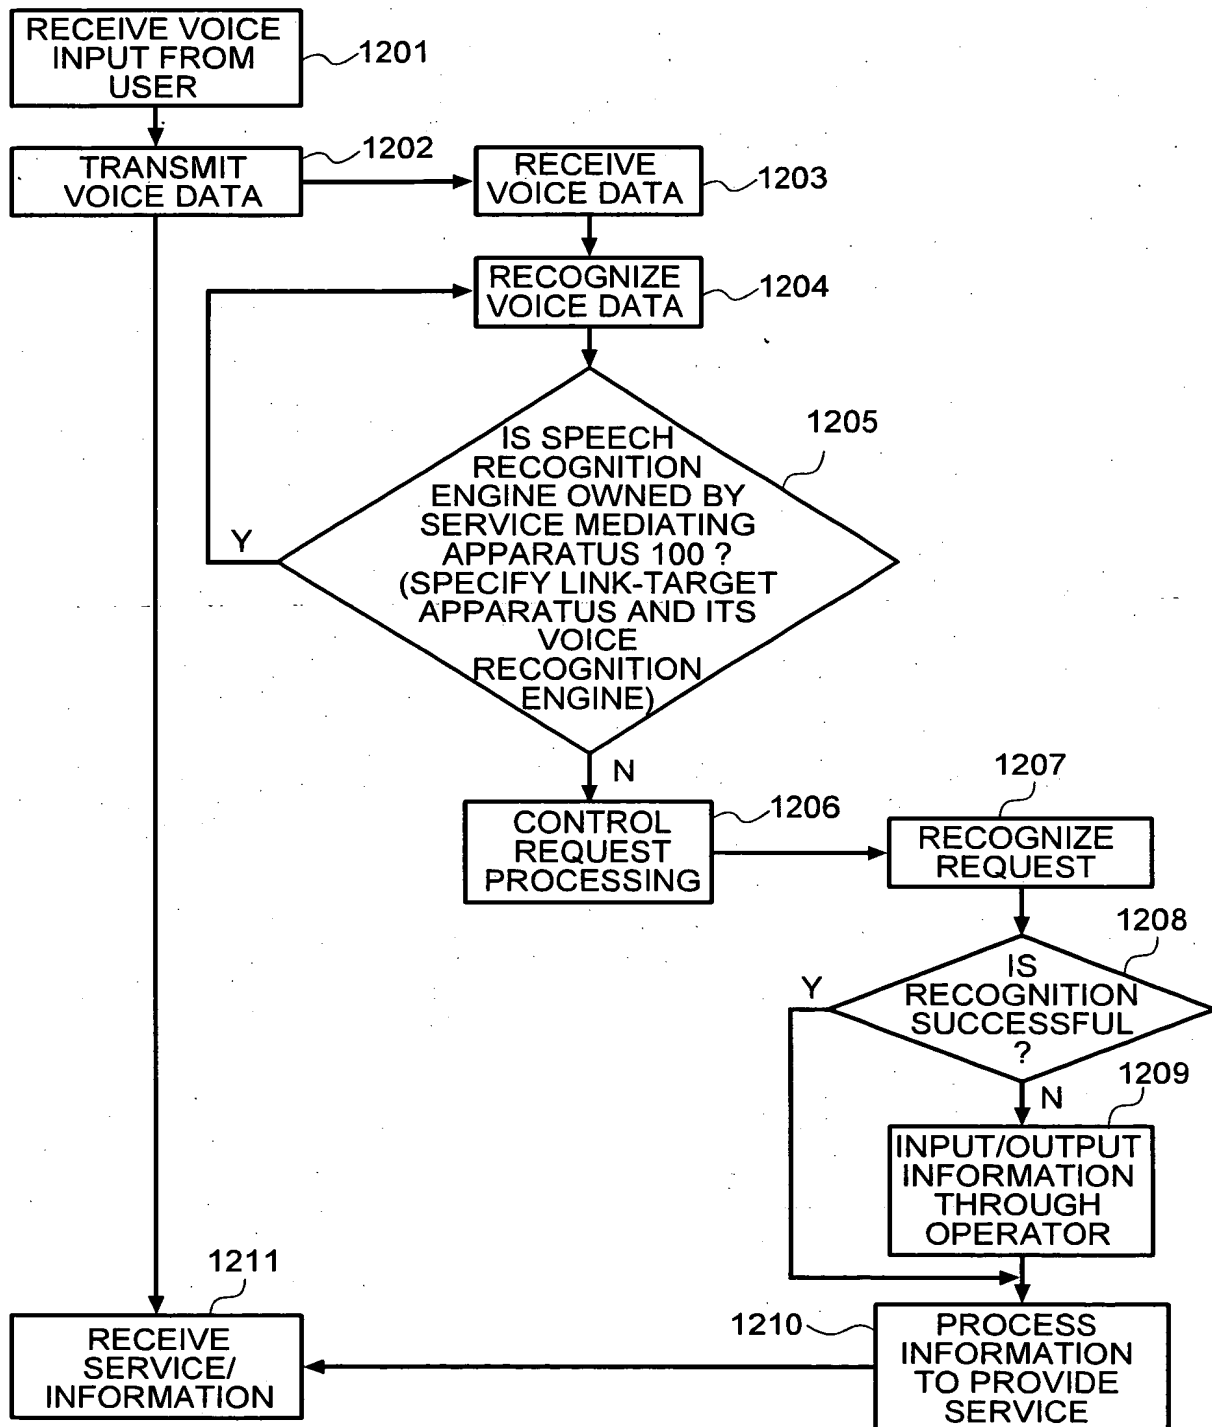 RECEIVE VOICE
INPUT FROM
USER
1201
TRANSMIT
VOICE DATA
1202
RECEIVE
VOICE DATA
1203
RECOGNIZE
VOICE DATA
1204
IS SPEECH
RECOGNITION
ENGINE OWNED BY
SERVICE MEDIATING
APPARATUS 100 ?
(SPECIFY LINK-TARGET
APPARATUS AND ITS
VOICE
RECOGNITION
ENGINE)
1205
Y
N
CONTROL
REQUEST
PROCESSING
1206
RECOGNIZE
REQUEST
1207
IS
RECOGNITION
SUCCESSFUL
?
1208
Y
N
INPUT/OUTPUT
INFORMATION
THROUGH
OPERATOR
1209
PROCESS
INFORMATION
TO PROVIDE
SERVICE
1210
RECEIVE
SERVICE/
INFORMATION
1211